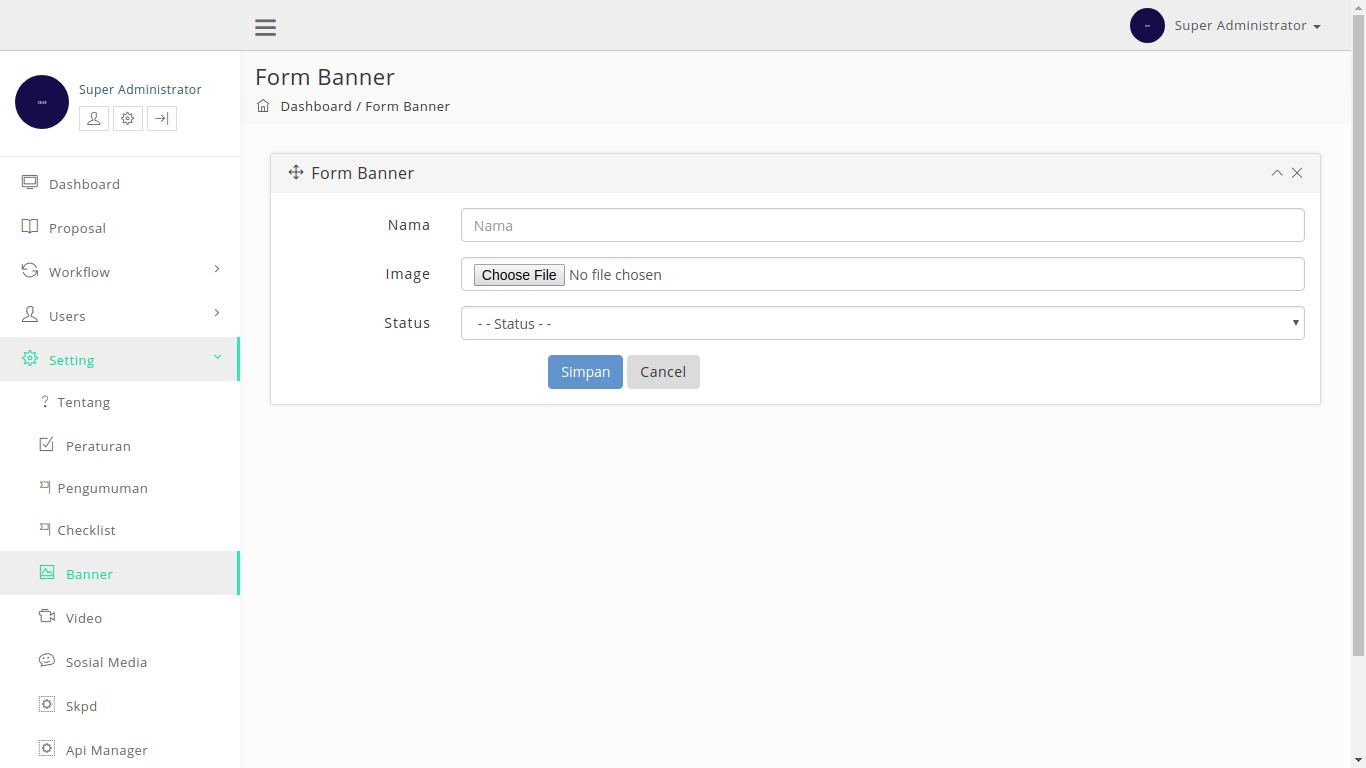 Super Administrator
Super Administrator
Form Banner
Dashboard / Form Banner
Dashboard
Proposal
Workflow
Users
Setting
Tentang
Peraturan
Pengumuman
Checklist
Banner
Video
Sosial Media
Skpd
Api Manager
Form Banner
Nama
Nama
Image
Choose File No file chosen
Status
- - Status - -
Simpan
Cancel